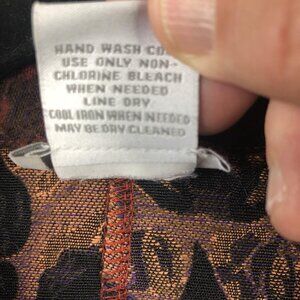 HAND WASH CO
USE ONLY NON-
CHLORINE BLEACH
WHEN NEEDED
LINE DRY
COOL IRON WHEN NEEDED
MAY BE DRY CLEANED